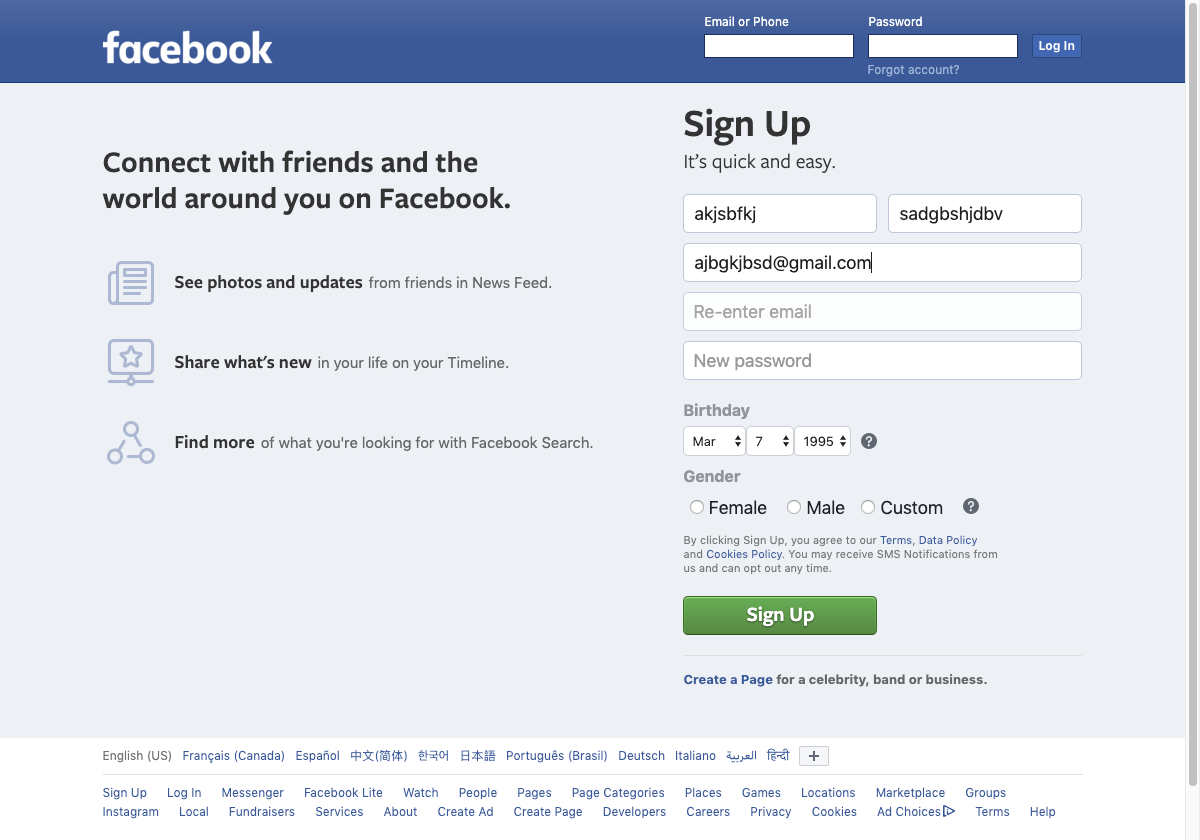 facebook
Email or Phone
Password
Log In
Forgot account?
Connect with friends and the
world around you on Facebook.
See photos and updates from friends in News Feed.
Share what's new in your life on your Timeline.
Find more of what you're looking for with Facebook Search.
Sign Up
It's quick and easy.
akjsbfkj sadgbshjdbv
ajbgkjbsd@gmail.com
Re-enter email
New password
Birthday
Mar 7 1995 ?
Gender
Female Male Custom ?
By clicking Sign Up, you agree to our Terms, Data Policy
and Cookies Policy. You may receive SMS Notifications from
us and can opt out any time.
Sign Up
Create a Page for a celebrity, band or business.
English (US) Français (Canada) Español 中文(简体) 한국어 日本語 Português (Brasil) Deutsch Italiano العربية हिन्दी +
Sign Up Log In Messenger Facebook Lite Watch People Pages Page Categories Places Games Locations Marketplace Groups
Instagram Local Fundraisers Services About Create Ad Create Page Developers Careers Privacy Cookies Ad Choices Terms Help